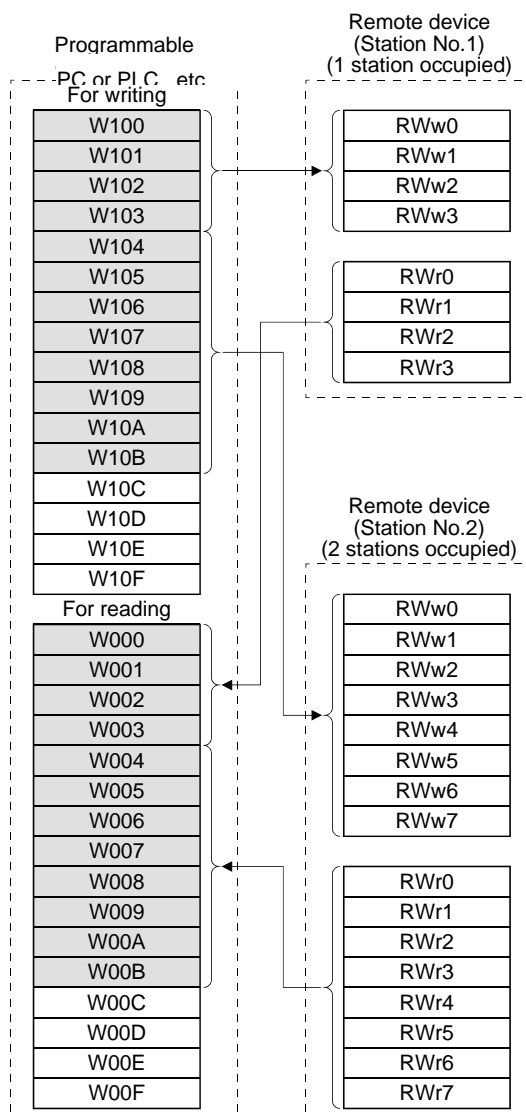 Programmable
PC or PLC etc
For writing
W100
W101
W102
W103
W104
W105
W106
W107
W108
W109
W10A
W10B
W10C
W10D
W10E
W10F
For reading
W000
W001
W002
W003
W004
W005
W006
W007
W008
W009
W00A
W00B
W00C
W00D
W00E
W00F
Remote device
(Station No.1)
(1 station occupied)
RWw0
RWw1
RWw2
RWw3
RWr0
RWr1
RWr2
RWr3
Remote device
(Station No.2)
(2 stations occupied)
RWw0
RWw1
RWw2
RWw3
RWw4
RWw5
RWw6
RWw7
RWr0
RWr1
RWr2
RWr3
RWr4
RWr5
RWr6
RWr7